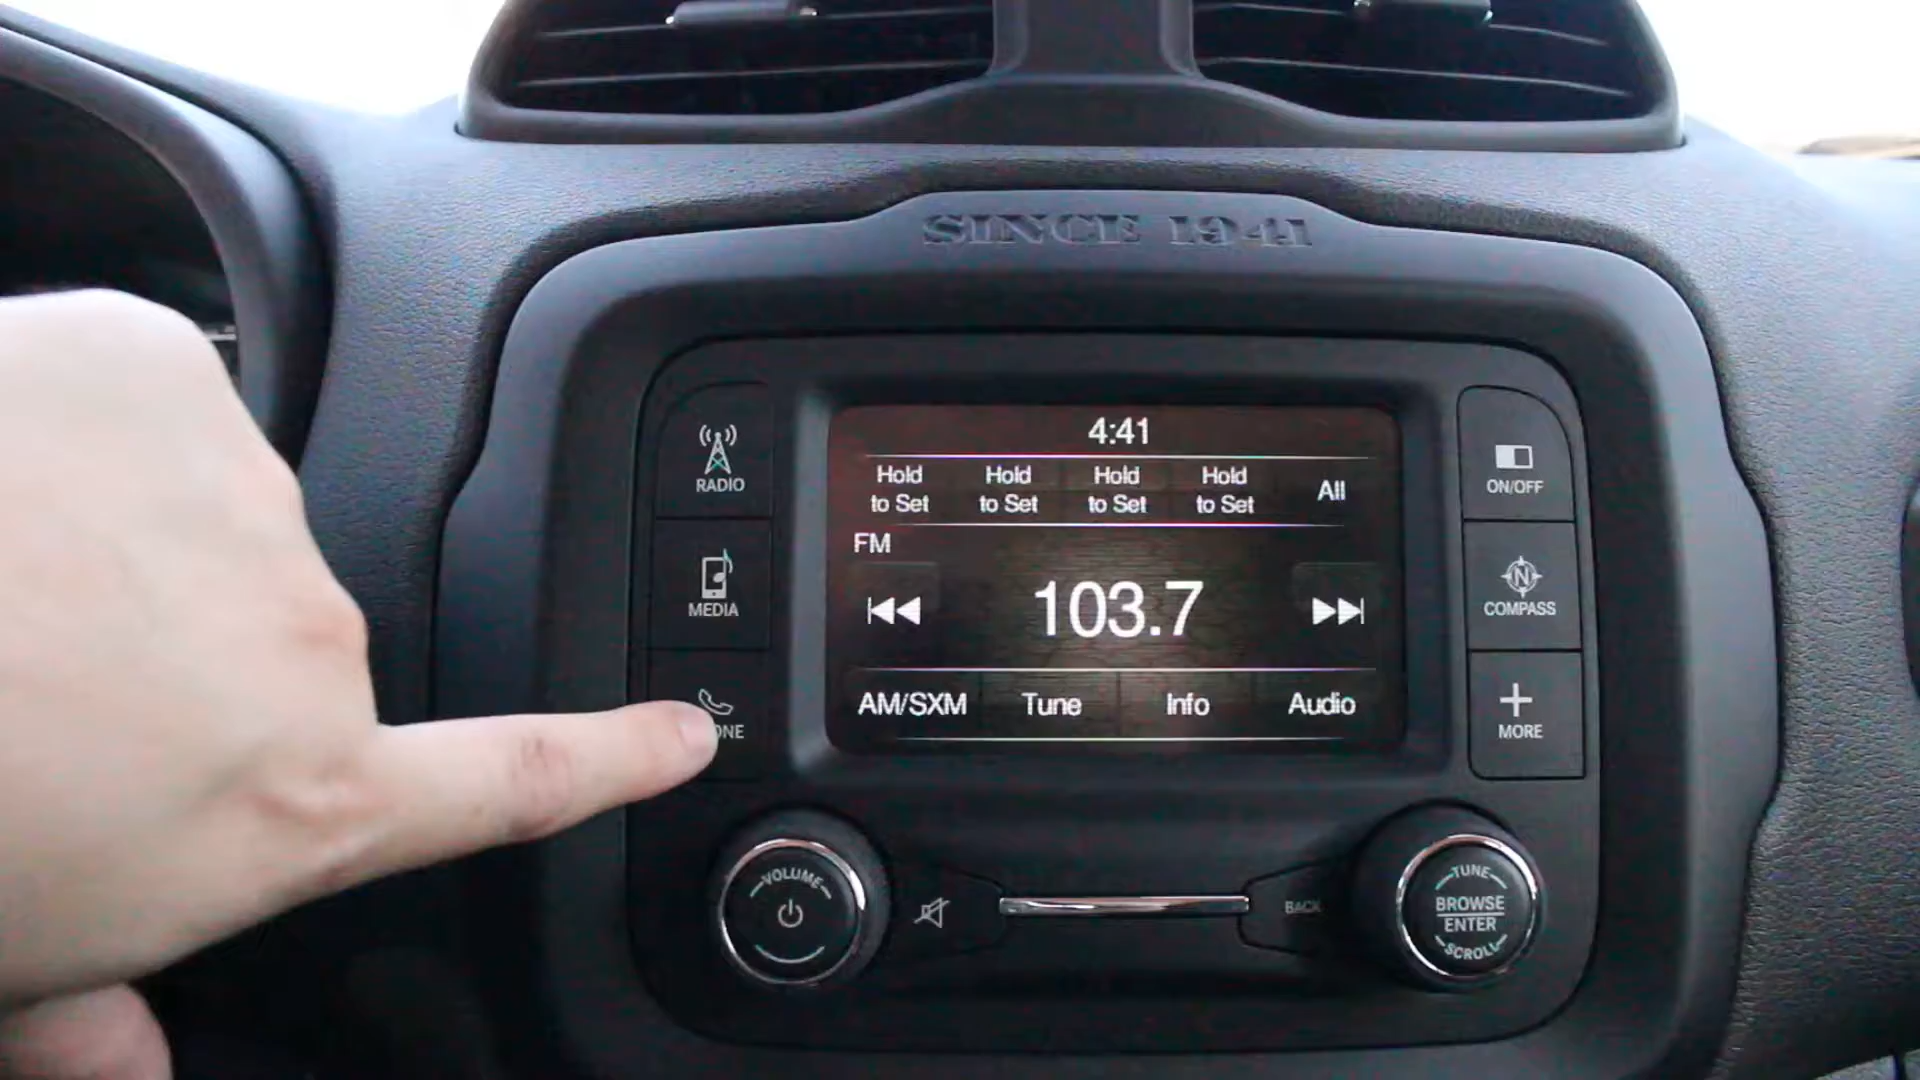 SINCE 1941
4:41
Hold to Set
Hold to Set
Hold to Set
Hold to Set
All
FM
103.7
AM/SXM
Tune
Info
Audio
RADIO
MEDIA
ONE
ON/OFF
COMPASS
N
MORE
VOLUME
BACK
TUNE
BROWSE
ENTER
SCROLL